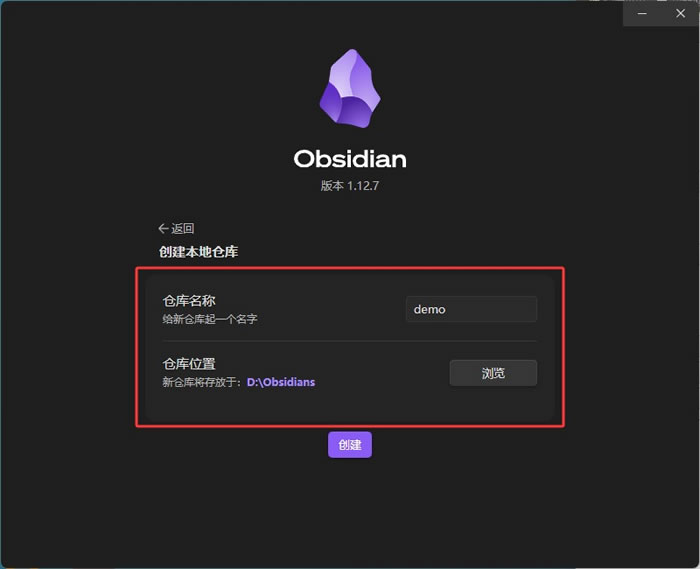 Obsidian
版本 1.12.7
返回
创建本地仓库
仓库名称
给新仓库起一个名字
demo
仓库位置
新仓库将存放于：D:\Obsidians
浏览
创建